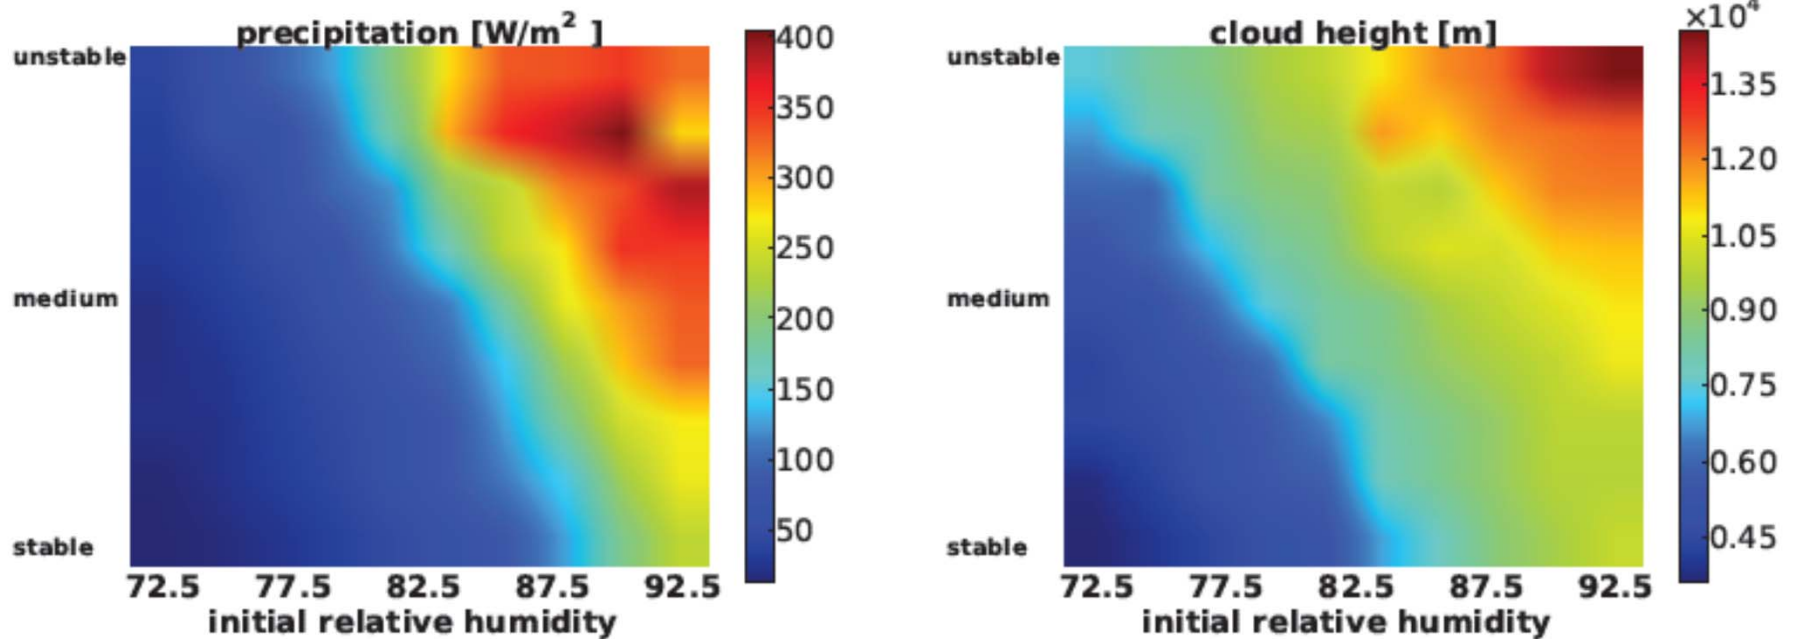 precipitation [W/m² ]
unstable
medium
stable
72.5 77.5 82.5 87.5 92.5
initial relative humidity
400
350
300
250
200
150
100
50
cloud height [m]
unstable
medium
stable
72.5 77.5 82.5 87.5 92.5
initial relative humidity
×10⁴
1.35
1.20
1.05
0.90
0.75
0.60
0.45